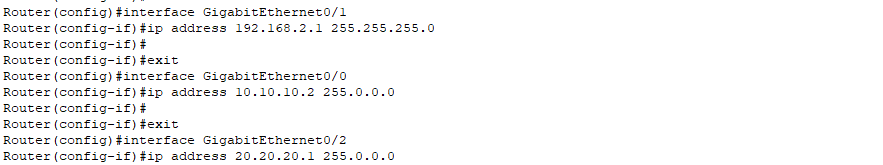 Router(config)#interface GigabitEthernet0/1
Router(config-if)#ip address 192.168.2.1 255.255.255.0
Router(config-if)#
Router(config-if)#exit
Router(config)#interface GigabitEthernet0/0
Router(config-if)#ip address 10.10.10.2 255.0.0.0
Router(config-if)#
Router(config-if)#exit
Router(config)#interface GigabitEthernet0/2
Router(config-if)#ip address 20.20.20.1 255.0.0.0